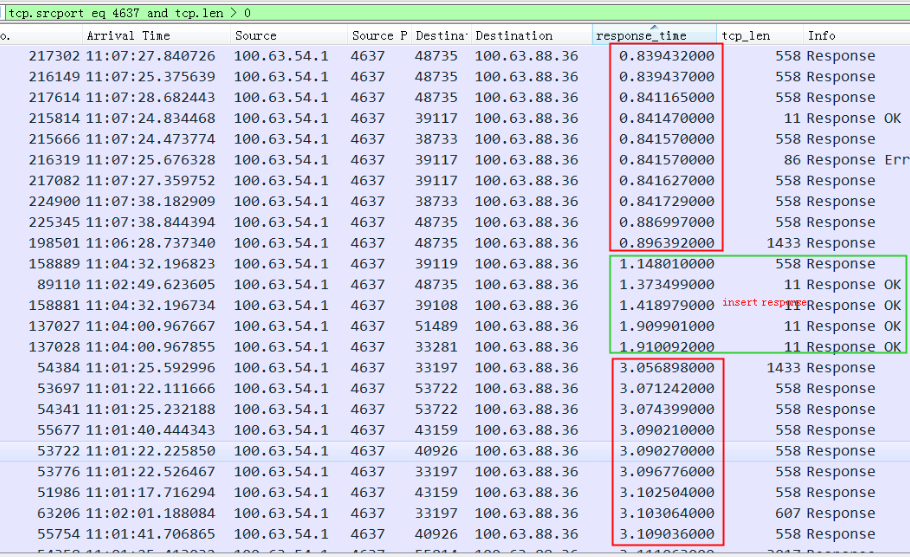 tcp.srcport eq 4637 and tcp.len > 0
o. Arrival Time Source Source P Destina Destination response_time tcp_len Info
217302 11:07:27.840726 100.63.54.1 4637 48735 100.63.88.36 0.839432000 558 Response
216149 11:07:25.375639 100.63.54.1 4637 48735 100.63.88.36 0.839437000 558 Response
217614 11:07:28.682443 100.63.54.1 4637 48735 100.63.88.36 0.841165000 558 Response
215814 11:07:24.834468 100.63.54.1 4637 39117 100.63.88.36 0.841470000 11 Response OK
215666 11:07:24.473774 100.63.54.1 4637 38733 100.63.88.36 0.841570000 558 Response
216319 11:07:25.676328 100.63.54.1 4637 39117 100.63.88.36 0.841570000 86 Response Err
217082 11:07:27.359752 100.63.54.1 4637 39117 100.63.88.36 0.841627000 558 Response
224900 11:07:38.182909 100.63.54.1 4637 38733 100.63.88.36 0.841729000 558 Response
225345 11:07:38.844394 100.63.54.1 4637 48735 100.63.88.36 0.886997000 558 Response
198501 11:06:28.737340 100.63.54.1 4637 48735 100.63.88.36 0.896392000 1433 Response
158889 11:04:32.196823 100.63.54.1 4637 39119 100.63.88.36 1.148010000 558 Response
89110 11:02:49.623605 100.63.54.1 4637 48735 100.63.88.36 1.373499000 11 Response OK
158881 11:04:32.196734 100.63.54.1 4637 39108 100.63.88.36 1.418979000 insert response 11 Response OK
137027 11:04:00.967667 100.63.54.1 4637 51489 100.63.88.36 1.909901000 11 Response OK
137028 11:04:00.967855 100.63.54.1 4637 33281 100.63.88.36 1.910092000 11 Response OK
54384 11:01:25.592996 100.63.54.1 4637 33197 100.63.88.36 3.056898000 1433 Response
53697 11:01:22.111666 100.63.54.1 4637 53722 100.63.88.36 3.071242000 558 Response
54341 11:01:25.232188 100.63.54.1 4637 53722 100.63.88.36 3.074399000 558 Response
55677 11:01:40.444343 100.63.54.1 4637 43159 100.63.88.36 3.090210000 558 Response
53722 11:01:22.225850 100.63.54.1 4637 40926 100.63.88.36 3.090270000 558 Response
53776 11:01:22.526467 100.63.54.1 4637 33197 100.63.88.36 3.096776000 558 Response
51986 11:01:17.716294 100.63.54.1 4637 43159 100.63.88.36 3.102504000 558 Response
63206 11:02:01.188084 100.63.54.1 4637 33197 100.63.88.36 3.103064000 607 Response
55754 11:01:41.706865 100.63.54.1 4637 40926 100.63.88.36 3.109036000 558 Response